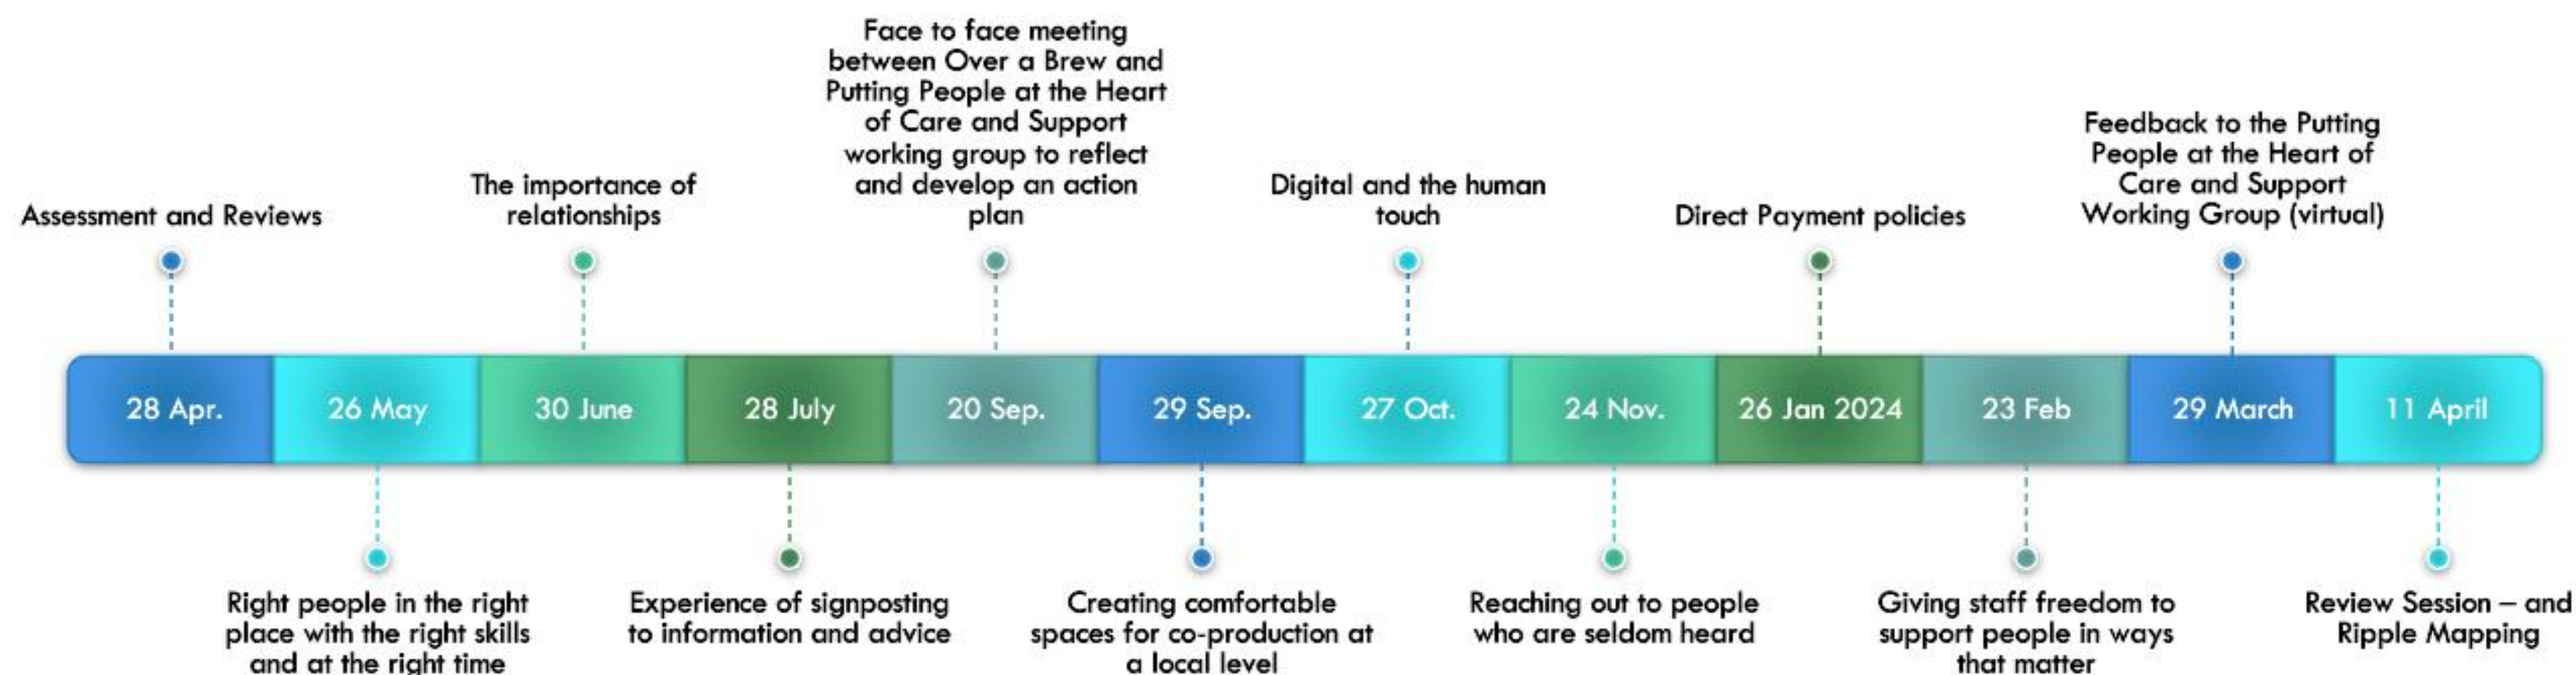 Face to face meeting
between Over a Brew and
Putting People at the Heart
of Care and Support
working group to reflect
and develop an action
plan
Feedback to the Putting
People at the Heart of
Care and Support
Working Group (virtual)
The importance of
relationships
Digital and the human
touch
Assessment and Reviews
Direct Payment policies
28 Apr.
26 May
30 June
28 July
20 Sep.
29 Sep.
27 Oct.
24 Nov.
26 Jan 2024
23 Feb
29 March
11 April
Right people in the right
place with the right skills
and at the right time
Experience of signposting
to information and advice
Creating comfortable
spaces for co-production at
a local level
Reaching out to people
who are seldom heard
Giving staff freedom to
support people in ways
that matter
Review Session – and
Ripple Mapping